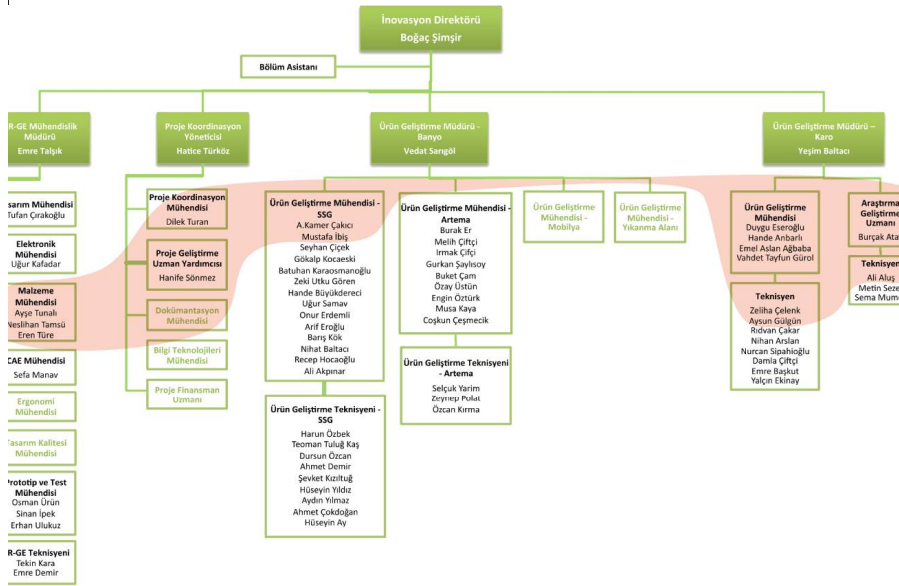 İnovasyon Direktörü
Boğaç Şimşir
Bölüm Asistanı
R-GE Mühendislik
Müdürü
Emre Talşık
Proje Koordinasyon
Yöneticisi
Hatice Türköz
Ürün Geliştirme Müdürü -
Banyo
Vedat Sarıgöl
Ürün Geliştirme Müdürü –
Karo
Yeşim Baltacı
sarım Mühendisi
Tufan Çırakoğlu
Elektronik
Mühendisi
Uğur Kafadar
Malzeme
Mühendisi
Ayşe Tunalı
Neslihan Tamsü
Eren Türe
CAE Mühendisi
Sefa Manav
Ergonomi
Mühendisi
Tasarım Kalitesi
Mühendisi
Prototip ve Test
Mühendisi
Osman Ürün
Sinan İpek
Erhan Ulukuz
R-GE Teknisyeni
Tekin Kara
Emre Demir
Proje Koordinasyon
Mühendisi
Dilek Turan
Proje Geliştirme
Uzman Yardımcısı
Hanife Sönmez
Dokümantasyon
Mühendisi
Bilgi Teknolojileri
Mühendisi
Proje Finansman
Uzmanı
Ürün Geliştirme Mühendisi -
SSG
A.Kamer Çakıcı
Mustafa İbiş
Seyhan Çiçek
Gökalp Kocaeski
Batuhan Karaosmanoğlu
Zeki Utku Gören
Hande Büyükdereci
Uğur Samav
Onur Erdemli
Arif Eroğlu
Barış Kök
Nihat Baltacı
Recep Hocaoğlu
Ali Akpınar
Ürün Geliştirme Teknisyeni -
SSG
Harun Özbek
Teoman Tuluğ Kaş
Dursun Özcan
Ahmet Demir
Şevket Kızıltuğ
Hüseyin Yıldız
Aydın Yılmaz
Ahmet Çokdoğan
Hüseyin Ay
Ürün Geliştirme Mühendisi -
Artema
Burak Er
Melih Çiftçi
Irmak Çifçi
Gurkan Şaylısoy
Buket Çam
Özay Üstün
Engin Öztürk
Musa Kaya
Coşkun Çeşmecik
Ürün Geliştirme Teknisyeni
- Artema
Selçuk Yarim
Zeynep Polat
Özcan Kırma
Ürün Geliştirme
Mühendisi -
Mobilya
Ürün Geliştirme
Mühendisi -
Yıkanma Alanı
Ürün Geliştirme
Mühendisi
Duygu Eseroğlu
Hande Anbarlı
Emel Aslan Ağbaba
Vahdet Tayfun Gürol
Teknisyen
Zeliha Çelenk
Aysun Gülgün
Rıdvan Çakar
Nihan Arslan
Nurcan Sipahioğlu
Damla Çiftçi
Emre Başkut
Yalçın Ekinay
Araştırma
Geliştirme
Uzmanı
Burçak Ata
Teknisyen
Ali Aluş
Metin Seze
Sema Mum